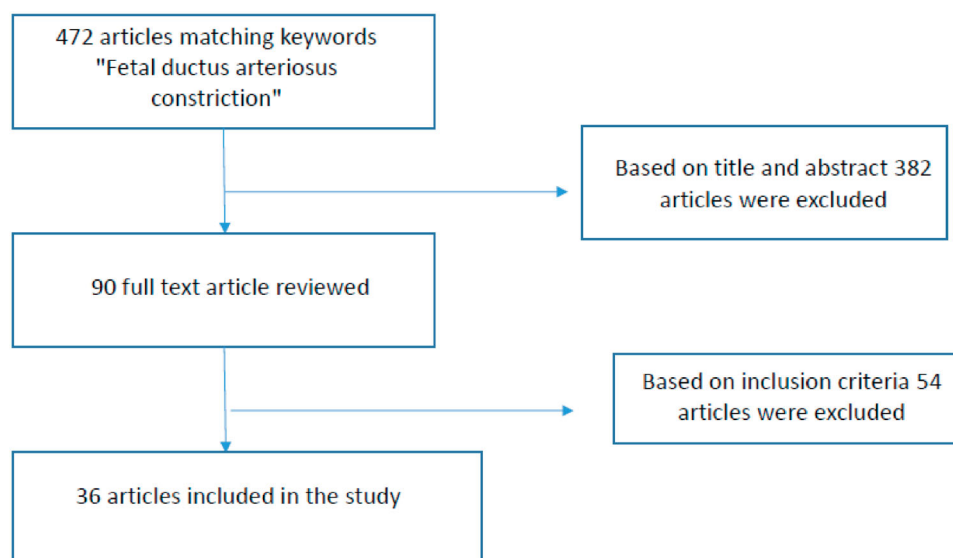 472 articles matching keywords
"Fetal ductus arteriosus
constriction"
Based on title and abstract 382
articles were excluded
90 full text article reviewed
Based on inclusion criteria 54
articles were excluded
36 articles included in the study